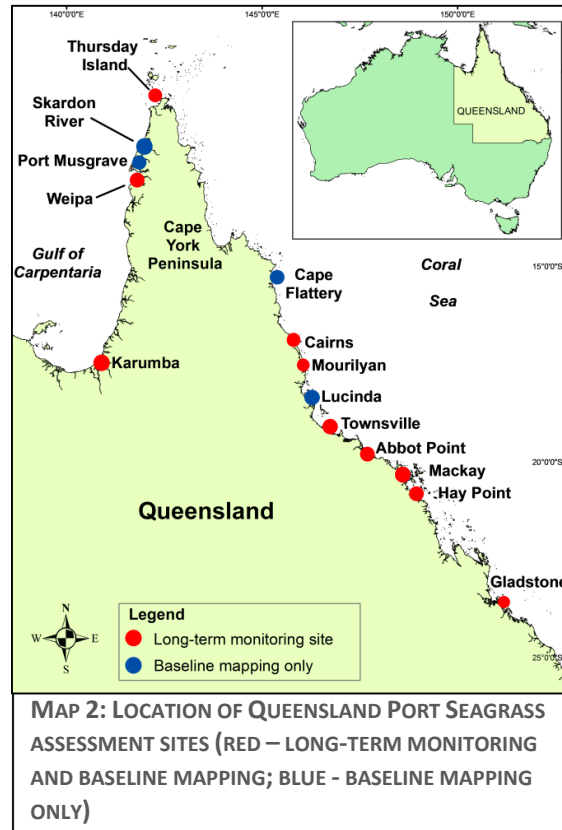 140°0'0"E
145°0'0"E
150°0'0"E
Thursday
Island
Skardon
River
Port Musgrave
Weipa
QUEENSLAND
Gulf of
Carpentaria
Cape
York
Peninsula
15°0'0"S
Coral
Sea
Cape
Flattery
Cairns
Mourilyan
Karumba
Lucinda
Townsville
Abbot Point
20°0'0"S
Mackay
Hay Point
Queensland
Gladstone
N
W
E
S
Legend
Long-term monitoring site
Baseline mapping only
25°0'0"S
MAP 2: LOCATION OF QUEENSLAND PORT SEAGRASS
ASSESSMENT SITES (RED – LONG-TERM MONITORING
AND BASELINE MAPPING; BLUE - BASELINE MAPPING
ONLY)